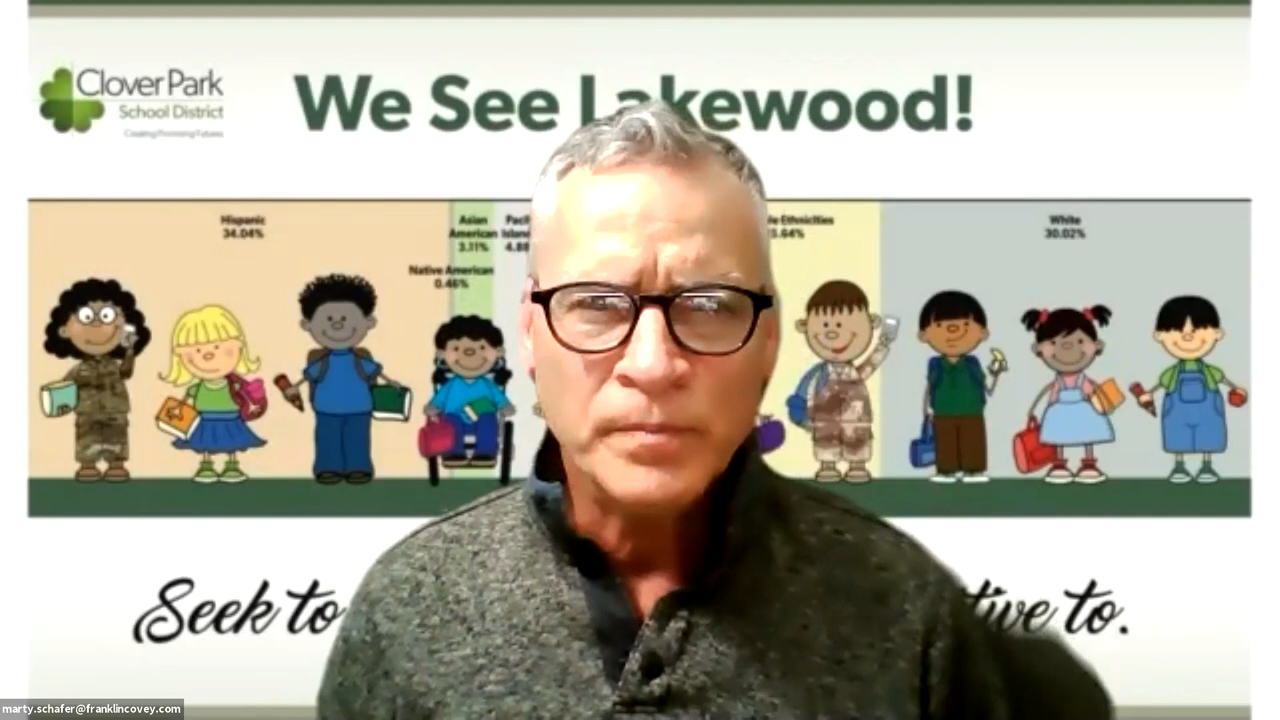 Clover Park
School District
Creating Promising Futures
We See Lakewood!
Hispanic
34.04%
Asian
American
3.11%
Native American
0.46%
Ethnicities
White
30.02%
Seek to
to.
marty.schafer@franklincovey.com